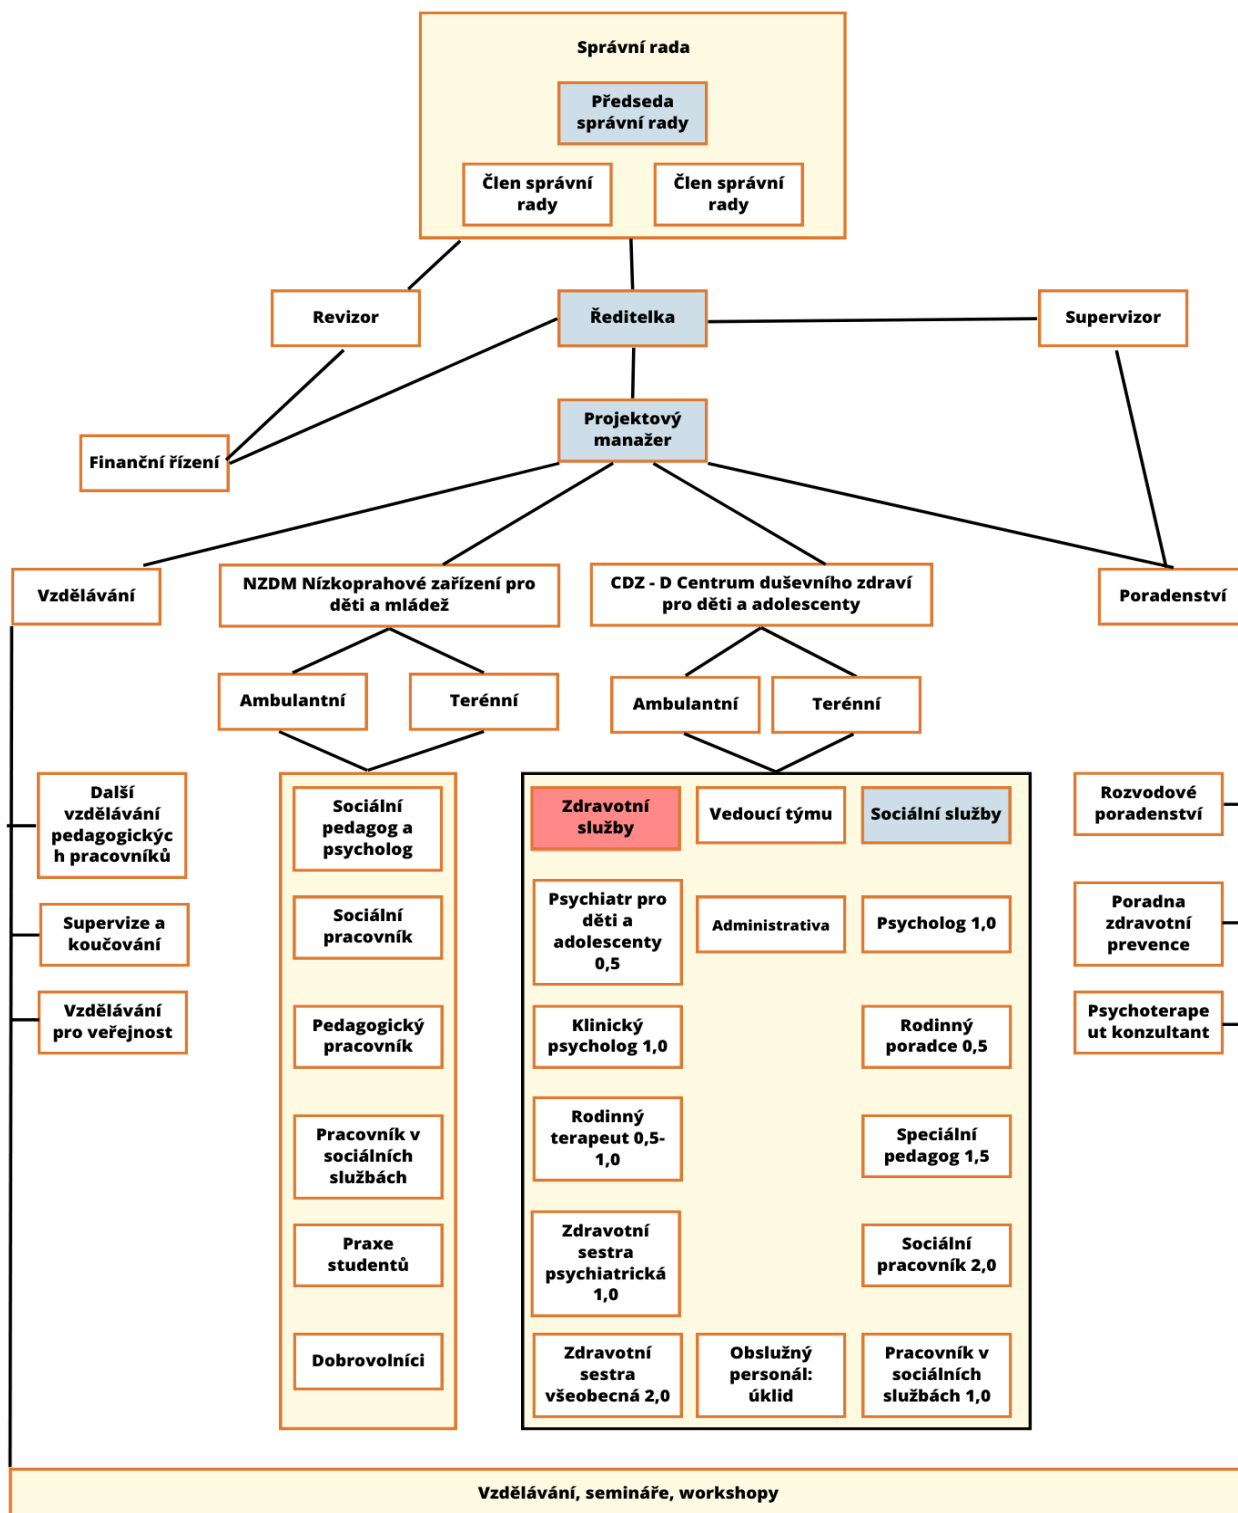 Správní rada
Předseda
správní rady
Člen správní
rady
Člen správní
rady
Revizor
Ředitelka
Supervizor
Projektový
manažer
Finanční řízení
Vzdělávání
NZDM Nízkoprahové zařízení pro
děti a mládež
CDZ - D Centrum duševního zdraví
pro děti a adolescenty
Poradenství
Ambulantní
Terénní
Ambulantní
Terénní
Další
vzdělávání
pedagogickýc
h pracovníků
Supervize a
koučování
Vzdělávání
pro veřejnost
Sociální
pedagog a
psycholog
Sociální
pracovník
Pedagogický
pracovník
Pracovník v
sociálních
službách
Praxe
studentů
Dobrovolníci
Zdravotní
služby
Psychiatr pro
děti a
adolescenty
0,5
Klinický
psycholog 1,0
Rodinný
terapeut 0,5-
1,0
Zdravotní
sestra
psychiatrická
1,0
Zdravotní
sestra
všeobecná 2,0
Vedoucí týmu
Administrativa
Obslužný
personál:
úklid
Sociální služby
Psycholog 1,0
Rodinný
poradce 0,5
Speciální
pedagog 1,5
Sociální
pracovník 2,0
Pracovník v
sociálních
službách 1,0
Rozvodové
poradenství
Poradna
zdravotní
prevence
Psychoterape
ut konzultant
Vzdělávání, semináře, workshopy